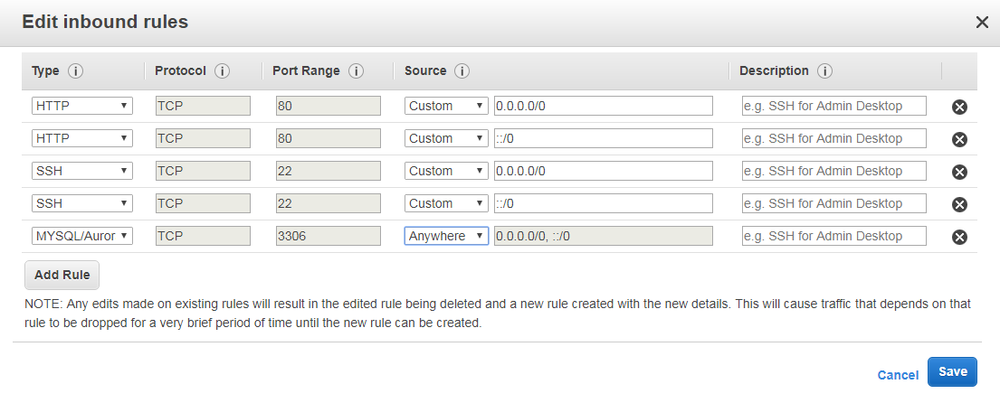 Edit inbound rules
Type Protocol Port Range Source Description
HTTP TCP 80 Custom 0.0.0.0/0 e.g. SSH for Admin Desktop
HTTP TCP 80 Custom ::/0 e.g. SSH for Admin Desktop
SSH TCP 22 Custom 0.0.0.0/0 e.g. SSH for Admin Desktop
SSH TCP 22 Custom ::/0 e.g. SSH for Admin Desktop
MYSQL/Auror TCP 3306 Anywhere 0.0.0.0/0, ::/0 e.g. SSH for Admin Desktop
Add Rule
NOTE: Any edits made on existing rules will result in the edited rule being deleted and a new rule created with the new details. This will cause traffic that depends on that
rule to be dropped for a very brief period of time until the new rule can be created.
Cancel Save